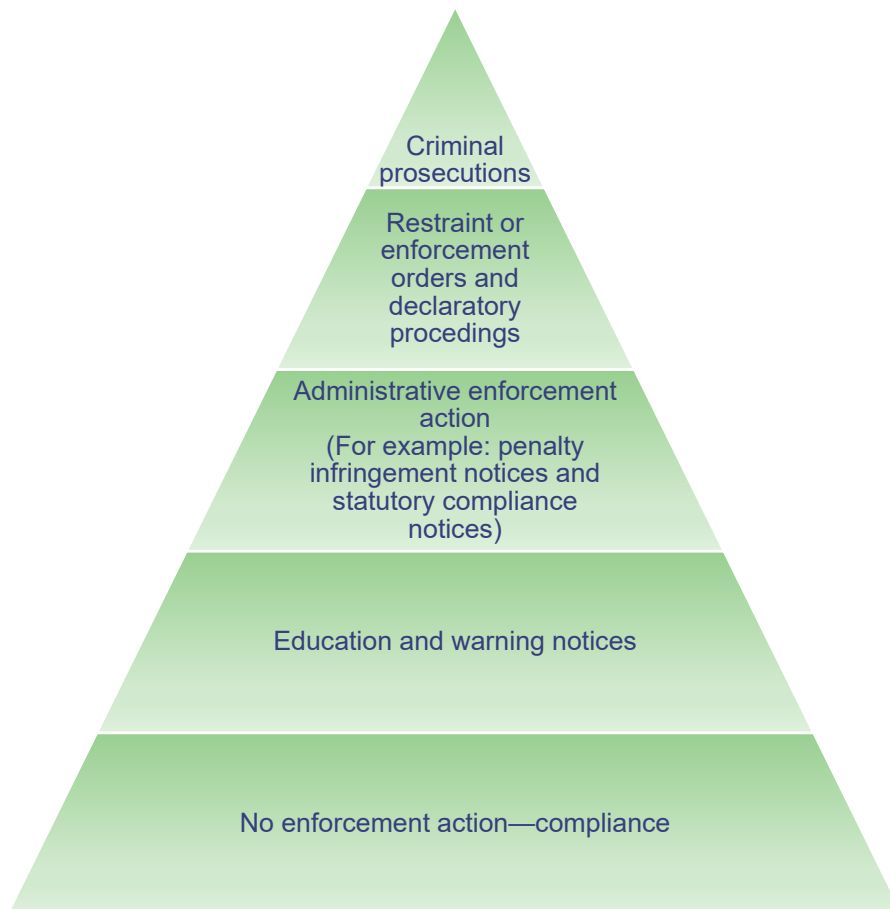 Criminal
prosecutions
Restraint or
enforcement
orders and
declaratory
procedings
Administrative enforcement
action
(For example: penalty
infringement notices and
statutory compliance
notices)
Education and warning notices
No enforcement action—compliance